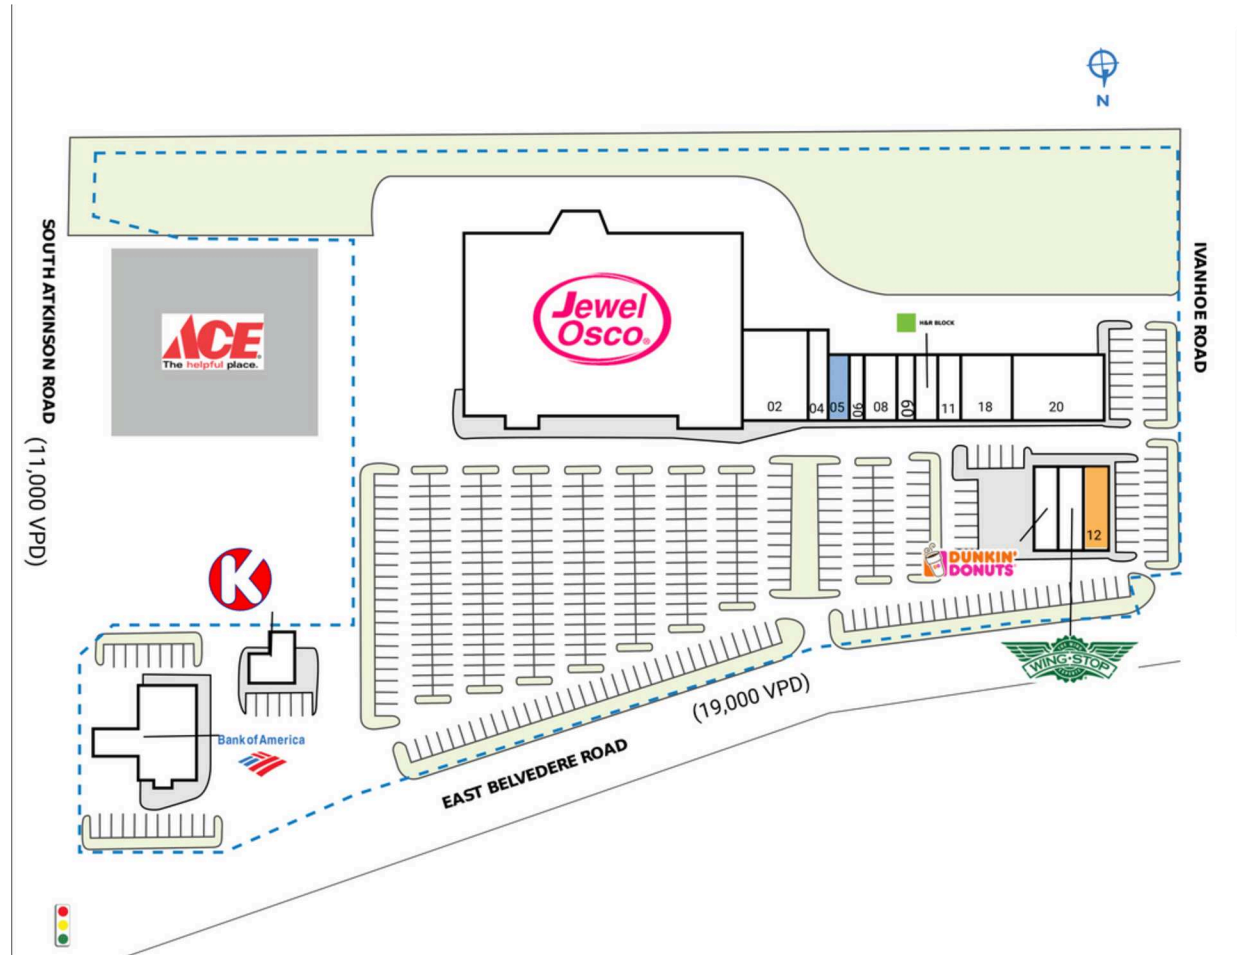 N
SOUTH ATKINSON ROAD
(11,000 VPD)
IVANHOE ROAD
ACE
The helpful place.
Jewel
Osco
H&R BLOCK
02
04
05
06
08
09
11
18
20
12
DUNKIN'
DONUTS
K
WING·STOP
Bank of America
(19,000 VPD)
EAST BELVEDERE ROAD